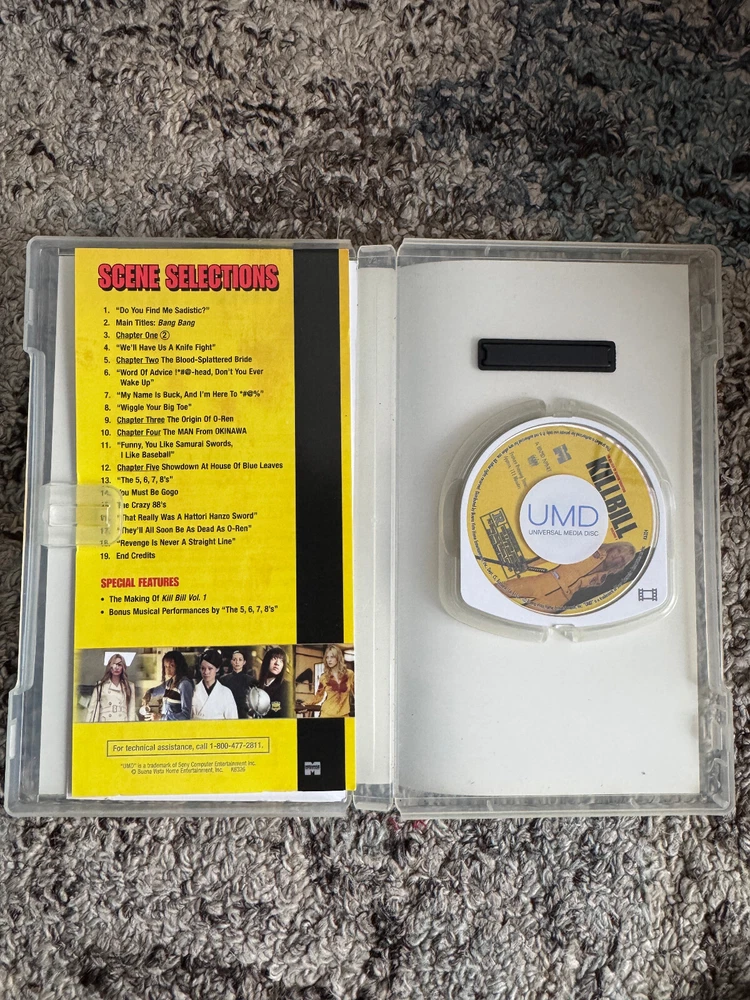 SCENE SELECTIONS
1. "Do You Find Me Sadistic?"
2. Main Titles: Bang Bang
3. Chapter One ②
4. "We'll Have Us A Knife Fight"
5. Chapter Two The Blood-Splattered Bride
6. "Word Of Advice !*#@-head, Don't You Ever
Wake Up"
7. "My Name Is Buck, And I'm Here To *#@%"
8. "Wiggle Your Big Toe"
9. Chapter Three The Origin Of O-Ren
10. Chapter Four The MAN From OKINAWA
11. "Funny, You Like Samurai Swords,
I Like Baseball"
12. Chapter Five Showdown At House Of Blue Leaves
13. "The 5, 6, 7, 8's"
You Must Be Gogo
The Crazy 88's
"That Really Was A Hattori Hanzo Sword"
"They'll All Soon Be As Dead As O-Ren"
"Revenge Is Never A Straight Line"
19. End Credits
SPECIAL FEATURES
• The Making Of Kill Bill Vol. 1
• Bonus Musical Performances by "The 5, 6, 7, 8's"
For technical assistance, call 1-800-477-2811.
"UMD" is a trademark of Sony Computer Entertainment Inc.
© Buena Vista Home Entertainment, Inc.
KILL BILL
UMD
UNIVERSAL MEDIA DISC